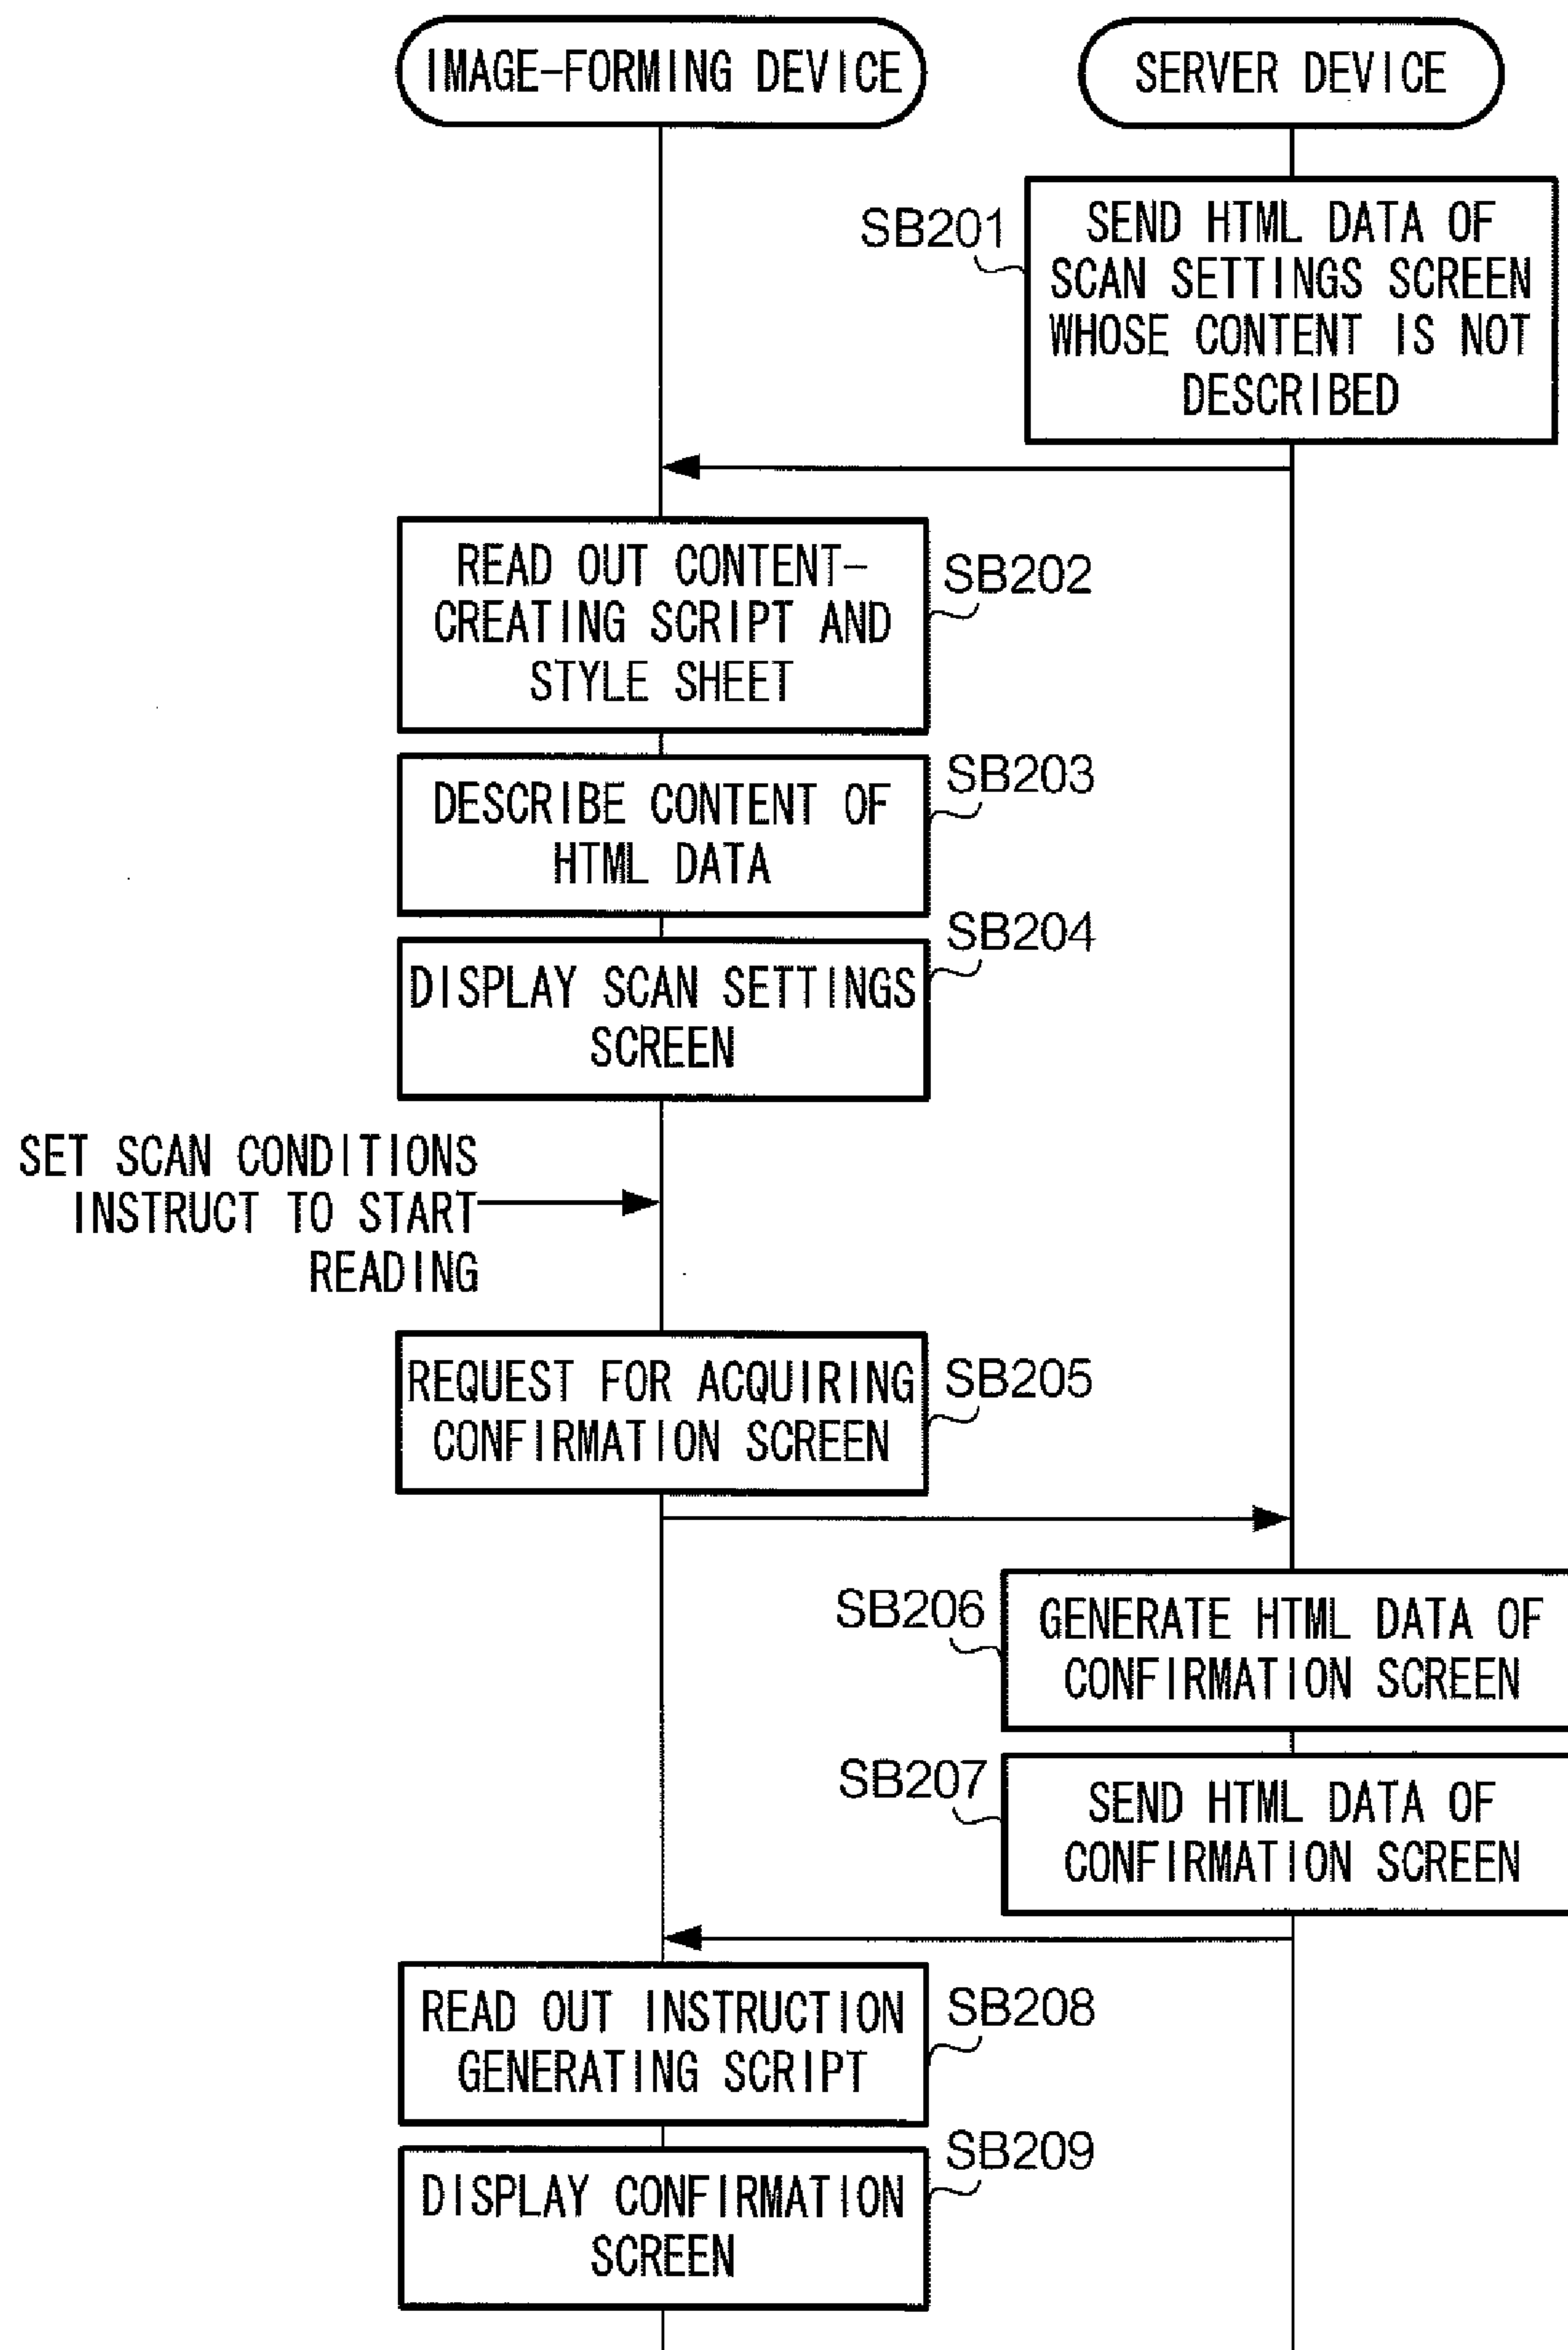 IMAGE-FORMING DEVICE
SERVER DEVICE
SB201
SEND HTML DATA OF
SCAN SETTINGS SCREEN
WHOSE CONTENT IS NOT
DESCRIBED
READ OUT CONTENT-
CREATING SCRIPT AND
STYLE SHEET
SB202
DESCRIBE CONTENT OF
HTML DATA
SB203
DISPLAY SCAN SETTINGS
SCREEN
SB204
SET SCAN CONDITIONS
INSTRUCT TO START
READING
REQUEST FOR ACQUIRING
CONFIRMATION SCREEN
SB205
SB206
GENERATE HTML DATA OF
CONFIRMATION SCREEN
SB207
SEND HTML DATA OF
CONFIRMATION SCREEN
READ OUT INSTRUCTION
GENERATING SCRIPT
SB208
DISPLAY CONFIRMATION
SCREEN
SB209